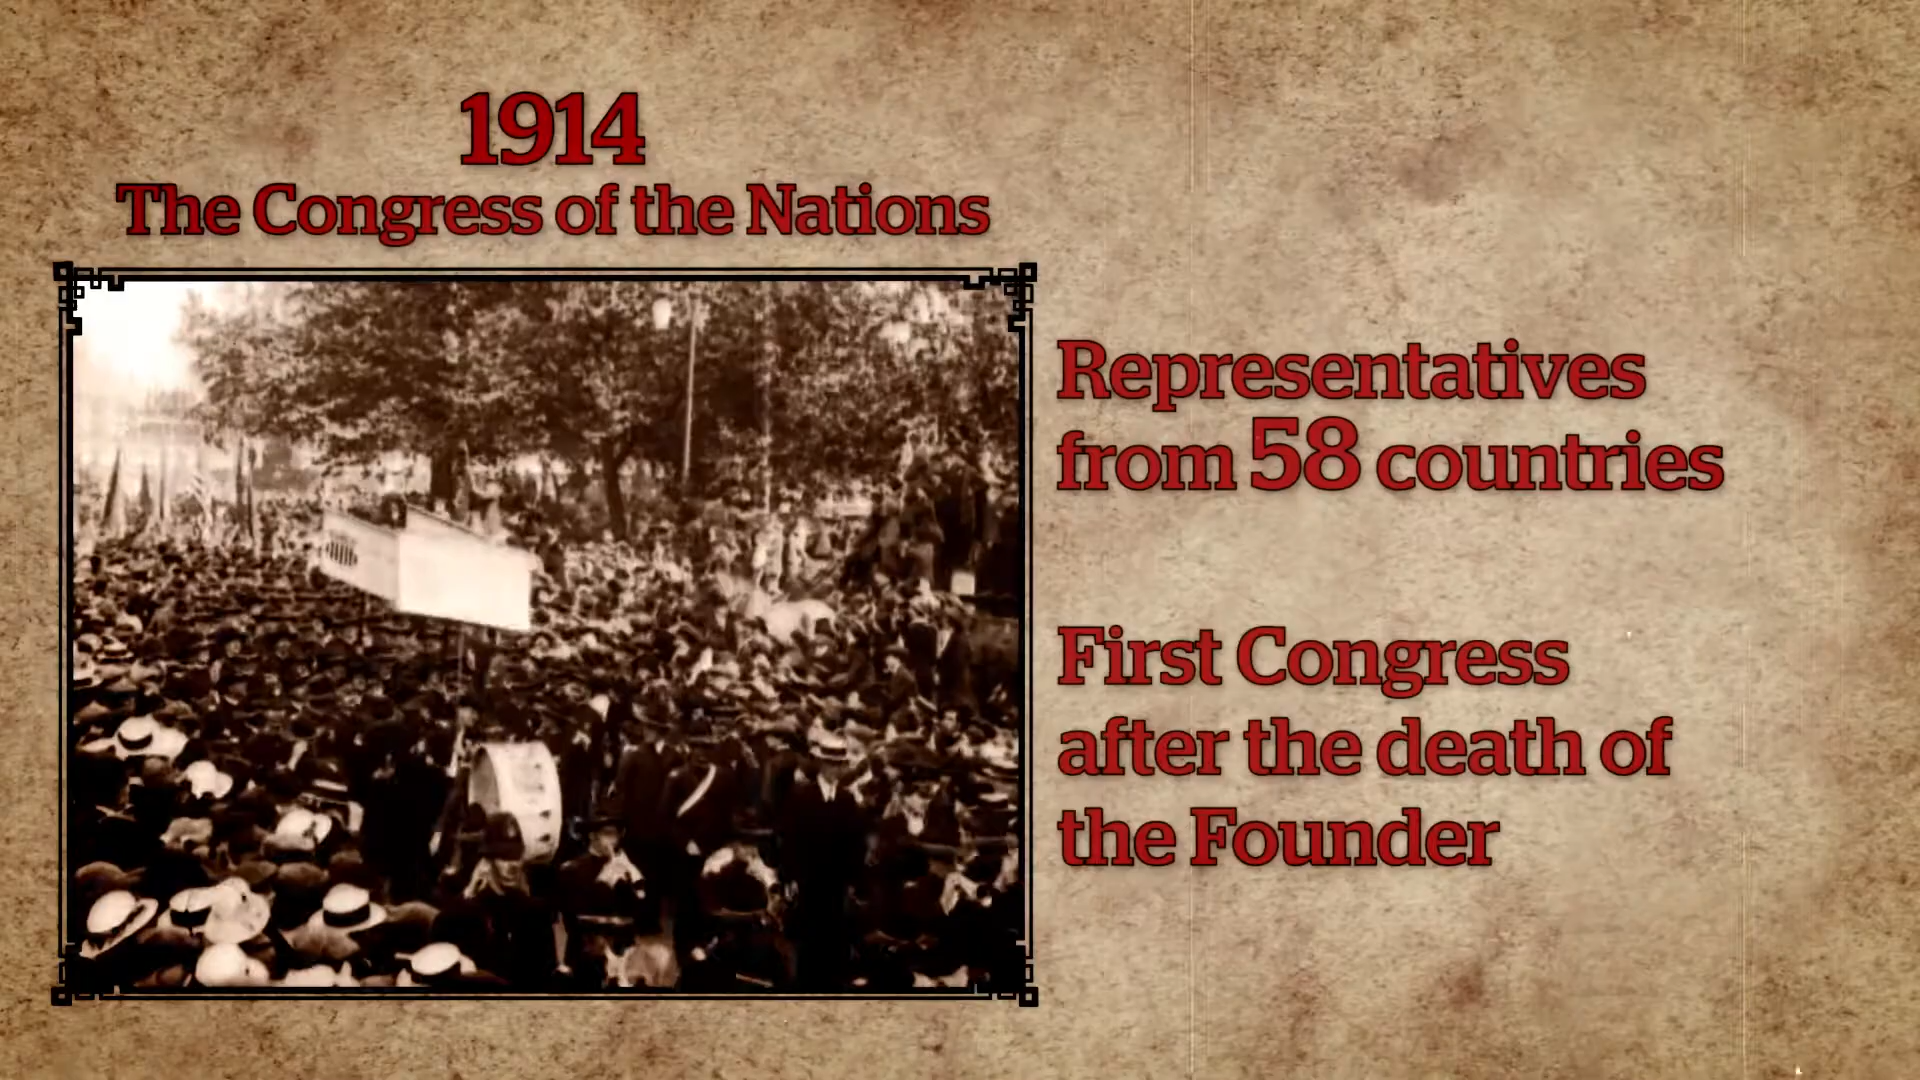 1914
The Congress of the Nations
Representatives
from 58 countries
First Congress
after the death of
the Founder